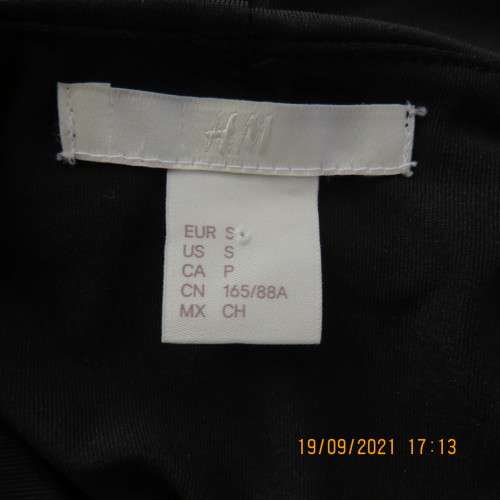 H&M
EUR S
US S
CA P
CN 165/88A
MX CH
19/09/2021 17:13